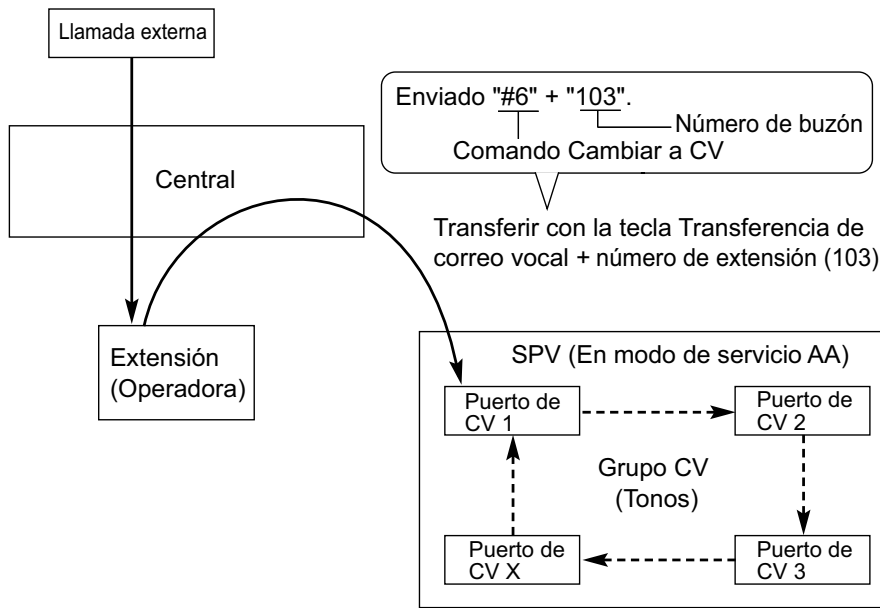 Llamada externa
Enviado "#6" + "103".
Número de buzón
Comando Cambiar a CV
Central
Transferir con la tecla Transferencia de
correo vocal + número de extensión (103)
Extensión
(Operadora)
SPV (En modo de servicio AA)
Puerto de
CV 1
Puerto de
CV 2
Grupo CV
(Tonos)
Puerto de
CV X
Puerto de
CV 3